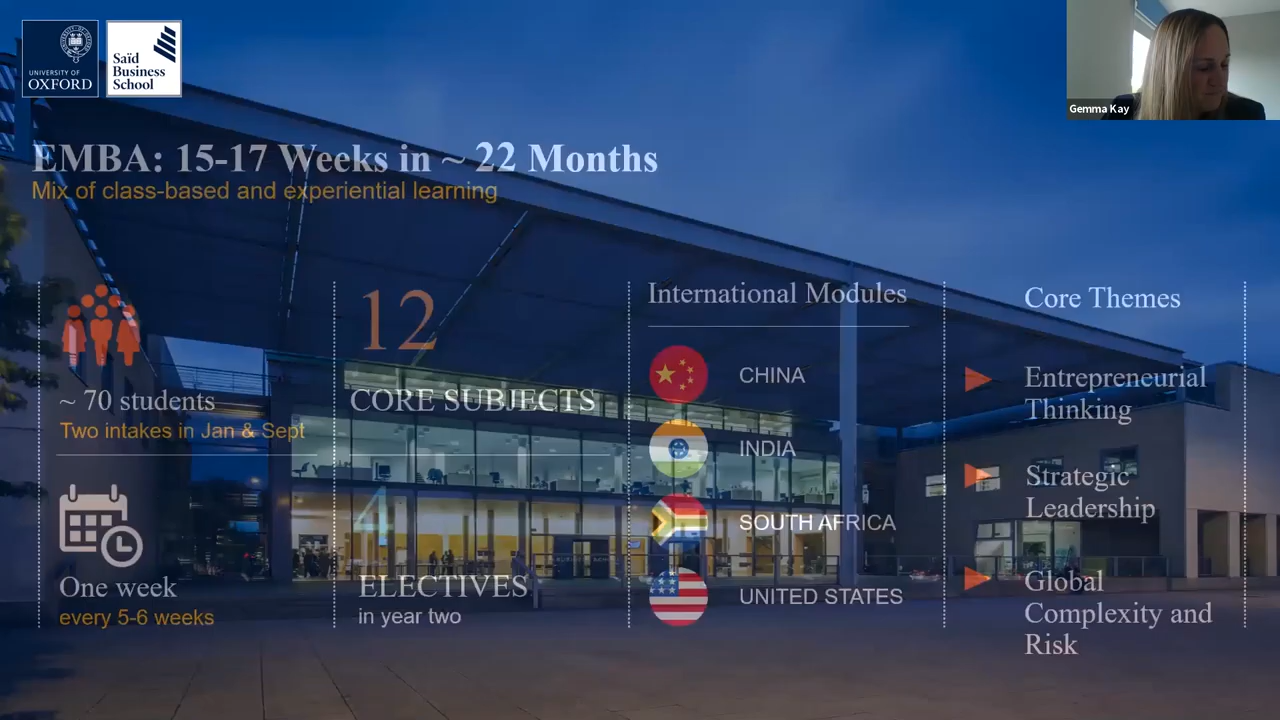 UNIVERSITY OF
OXFORD
Saïd
Business
School
Gemma Kay
EMBA: 15-17 Weeks in ~ 22 Months
Mix of class-based and experiential learning
~ 70 students
Two intakes in Jan & Sept
One week
every 5-6 weeks
12
CORE SUBJECTS
4
ELECTIVES
in year two
International Modules
CHINA
INDIA
SOUTH AFRICA
UNITED STATES
Core Themes
Entrepreneurial
Thinking
Strategic
Leadership
Global
Complexity and
Risk